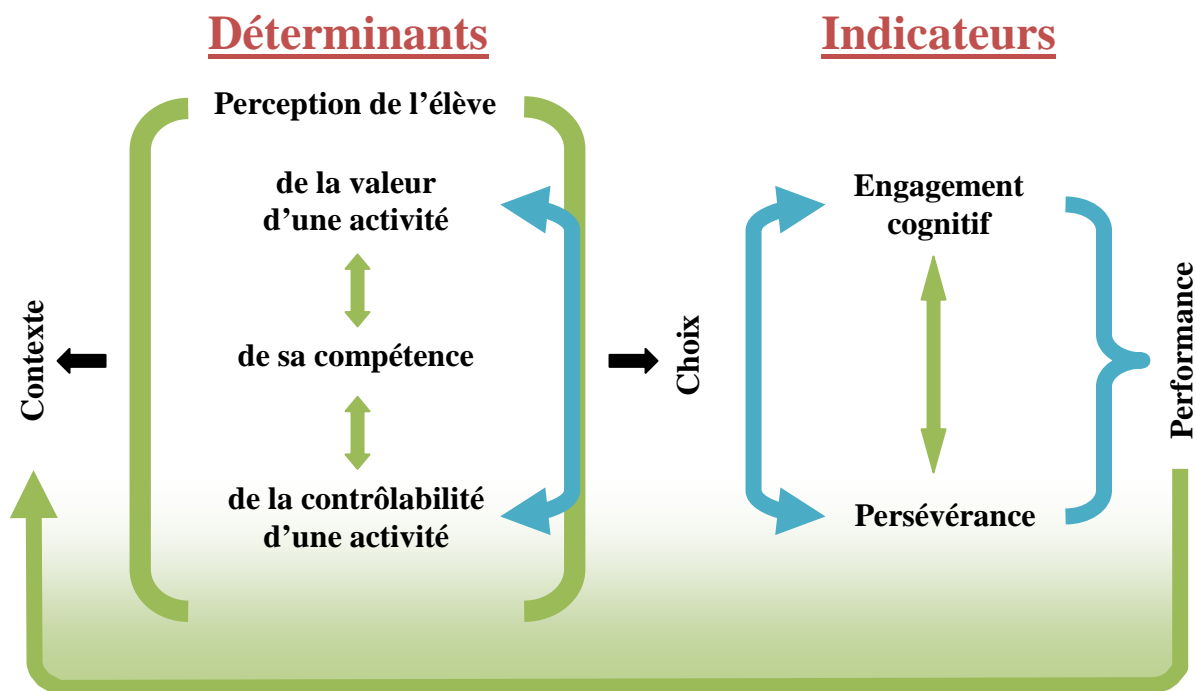 Déterminants
Indicateurs
Perception de l’élève
de la valeur
d’une activité
de sa compétence
de la contrôlabilité
d’une activité
Contexte
Choix
Engagement
cognitif
Persévérance
Performance